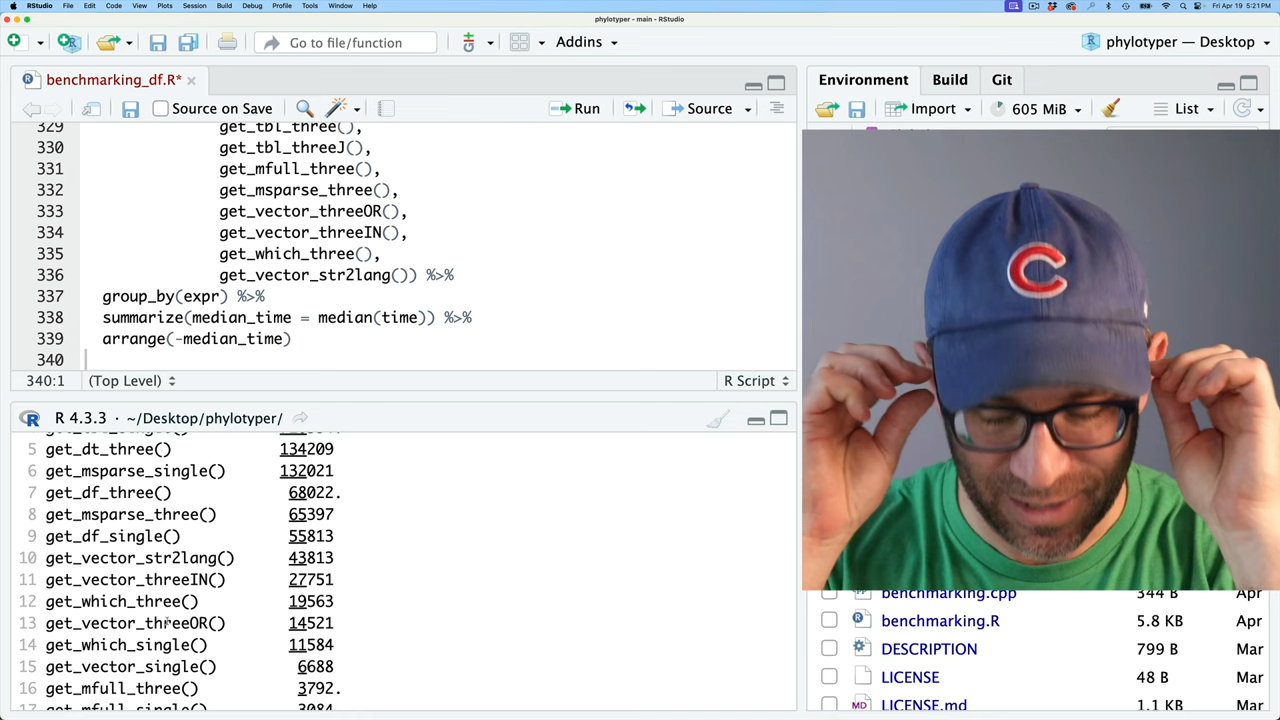 RStudio File Edit Code View Plots Session Build Debug Profile Tools Window Help Fri Apr 19 5:21 PM
phylotyper - main - RStudio
Go to file/function Addins phylotyper — Desktop
benchmarking_df.R*
Source on Save Run Source
329 get_tbl_three(),
330 get_tbl_threeJ(),
331 get_mfull_three(),
332 get_msparse_three(),
333 get_vector_threeOR(),
334 get_vector_threeIN(),
335 get_which_three(),
336 get_vector_str2lang()) %>%
337 group_by(expr) %>%
338 summarize(median_time = median(time)) %>%
339 arrange(-median_time)
340
340:1 (Top Level) R Script
R 4.3.3 · ~/Desktop/phylotyper/
5 get_dt_three() 134209
6 get_msparse_single() 132021
7 get_df_three() 68022.
8 get_msparse_three() 65397
9 get_df_single() 55813
10 get_vector_str2lang() 43813
11 get_vector_threeIN() 27751
12 get_which_three() 19563
13 get_vector_threeOR() 14521
14 get_which_single() 11584
15 get_vector_single() 6688
16 get_mfull_three() 3792.
17 get_mfull_single() 3084
Environment Build Git
Import 605 MiB List
C
benchmarking.cpp 344 B Apr
benchmarking.R 5.8 KB Apr
DESCRIPTION 799 B Mar
LICENSE 48 B Mar
LICENSE.md 1.1 KB Mar